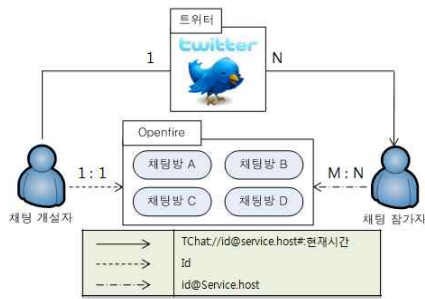 트위터
twitter
1
N
Openfire
채팅방 A
채팅방 B
1 : 1
M : N
채팅방 C
채팅방 D
채팅 개설자
채팅 참가자
TChat://id@service.host#:현재시간
Id
id@Service.host